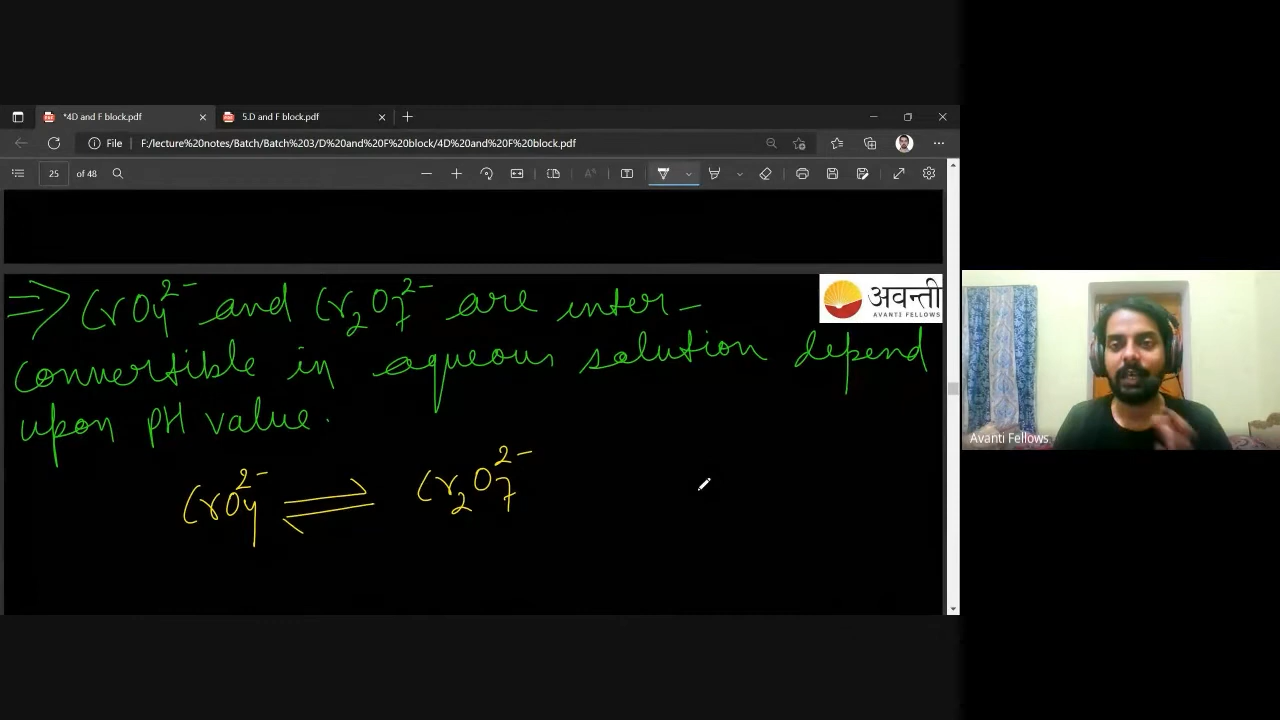 *4D and F block.pdf
5.D and F block.pdf
File
F:/lecture%20notes/Batch/Batch%203/D%20and%20F%20block/4D%20and%20F%20block.pdf
25 of 48
अवन्ती
AVANTI FELLOWS
=> CrO4^2- and Cr2O7^2- are inter-
convertible in aqueous solution depend
upon pH value.
CrO4^2- ⇌ Cr2O7^2-
Avanti Fellows